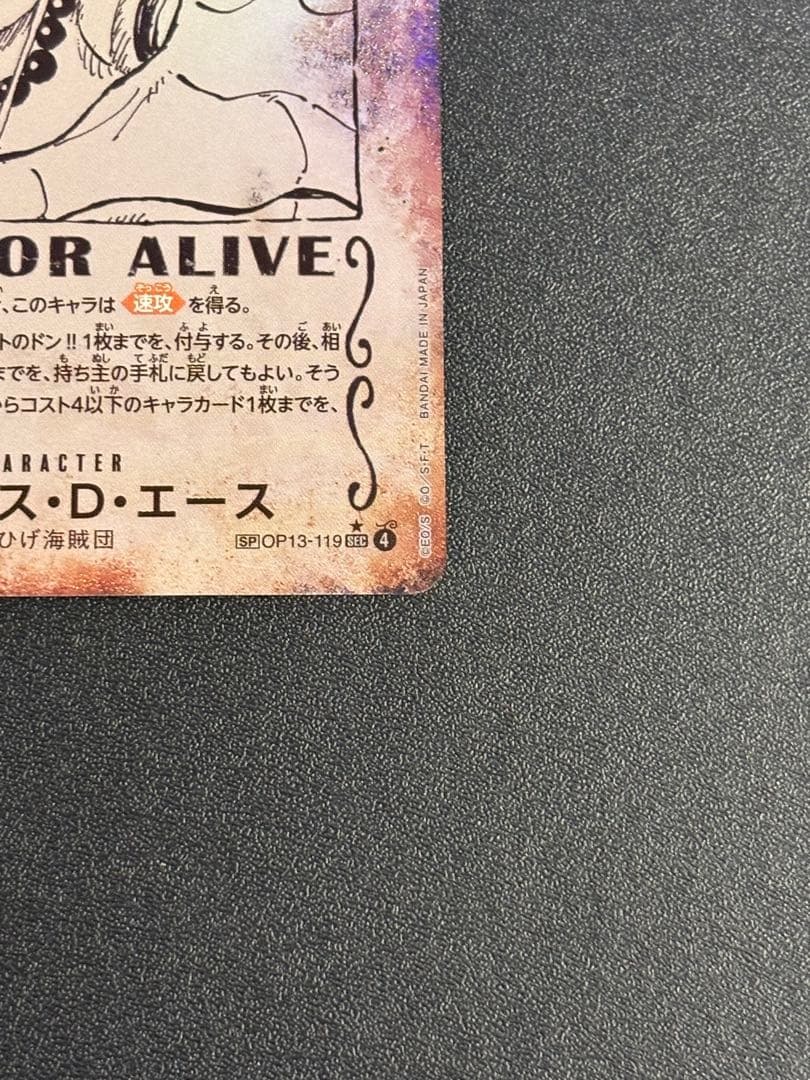 OR ALIVE
、このキャラは 速攻 を得る。
トのドン!! 1枚までを、付与する。その後、相
までを、持ち主の手札に戻してもよい。そう
らコスト4以下のキャラカード1枚までを、
ARACTER
ス・D・エース
ひげ海賊団
SP OP13-119 SEC 4
©EO/S ©O/S.F.T BANDAI MADE IN JAPAN